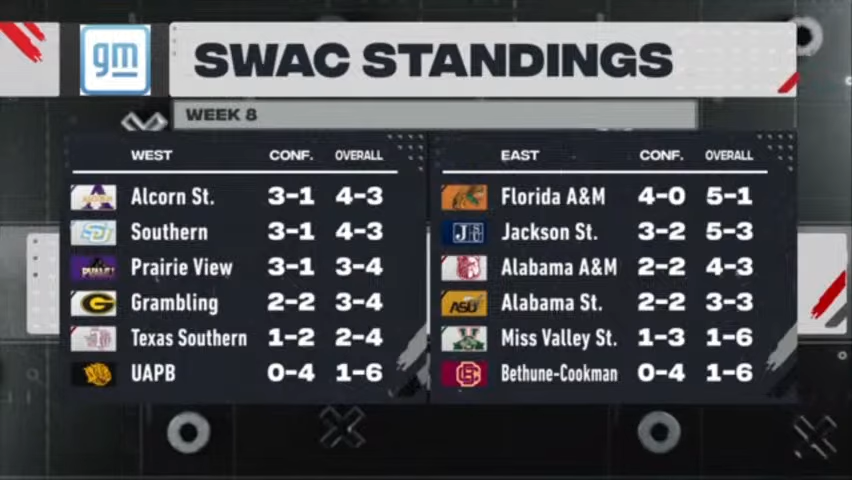 gm
SWAC STANDINGS
WEEK 8
WEST CONF. OVERALL
Alcorn St. 3-1 4-3
Southern 3-1 4-3
Prairie View 3-1 3-4
Grambling 2-2 3-4
Texas Southern 1-2 2-4
UAPB 0-4 1-6
EAST CONF. OVERALL
Florida A&M 4-0 5-1
Jackson St. 3-2 5-3
Alabama A&M 2-2 4-3
ASU Alabama St. 2-2 3-3
Miss Valley St. 1-3 1-6
Bethune-Cookman 0-4 1-6